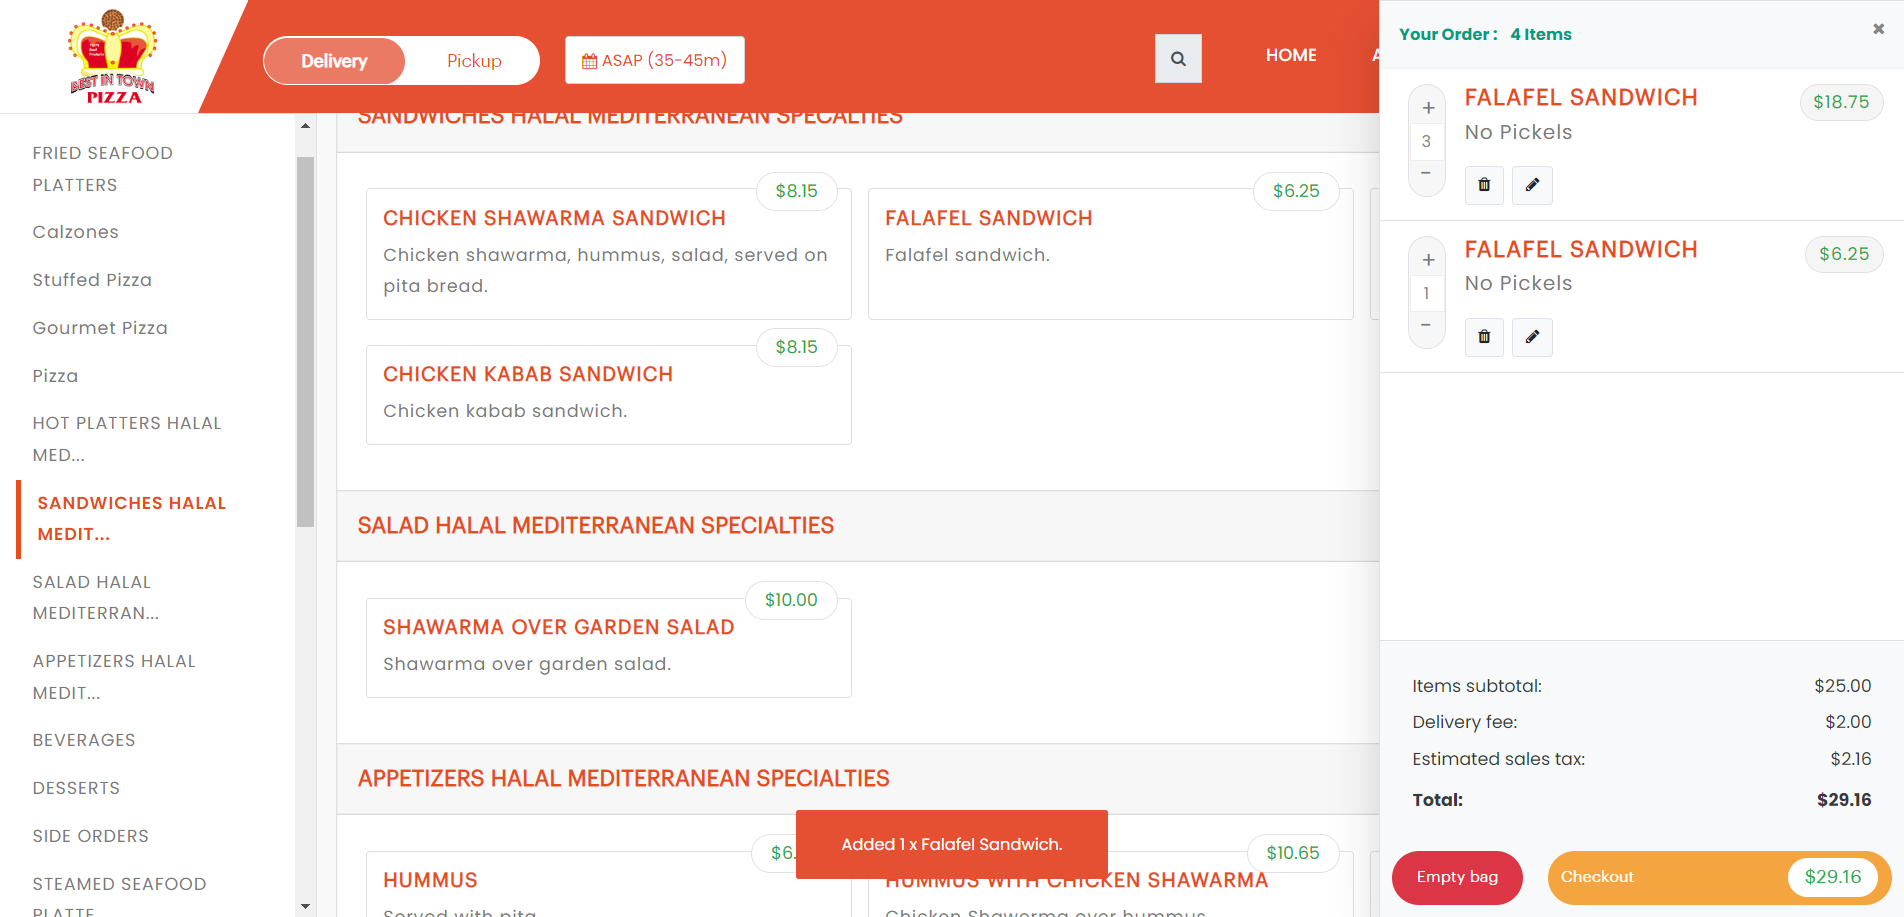 BEST IN TOWN
PIZZA
Delivery
Pickup
ASAP (35-45m)
HOME
A
FRIED SEAFOOD
PLATTERS
Calzones
Stuffed Pizza
Gourmet Pizza
Pizza
HOT PLATTERS HALAL
MED...
SANDWICHES HALAL
MEDIT...
SALAD HALAL
MEDITERRAN...
APPETIZERS HALAL
MEDIT...
BEVERAGES
DESSERTS
SIDE ORDERS
STEAMED SEAFOOD
PLATTE
SANDWICHES HALAL MEDITERRANEAN SPECALTIES
$8.15
CHICKEN SHAWARMA SANDWICH
Chicken shawarma, hummus, salad, served on
pita bread.
$6.25
FALAFEL SANDWICH
Falafel sandwich.
$8.15
CHICKEN KABAB SANDWICH
Chicken kabab sandwich.
SALAD HALAL MEDITERRANEAN SPECIALTIES
$10.00
SHAWARMA OVER GARDEN SALAD
Shawarma over garden salad.
APPETIZERS HALAL MEDITERRANEAN SPECIALTIES
$6.
HUMMUS
Served with pita
$10.65
HUMMUS WITH CHICKEN SHAWARMA
Chicken Shawerma over hummus
Added 1 x Falafel Sandwich.
Your Order : 4 Items
×
+
3
−
FALAFEL SANDWICH
No Pickels
$18.75
+
1
−
FALAFEL SANDWICH
No Pickels
$6.25
Items subtotal: $25.00
Delivery fee: $2.00
Estimated sales tax: $2.16
Total: $29.16
Empty bag
Checkout $29.16